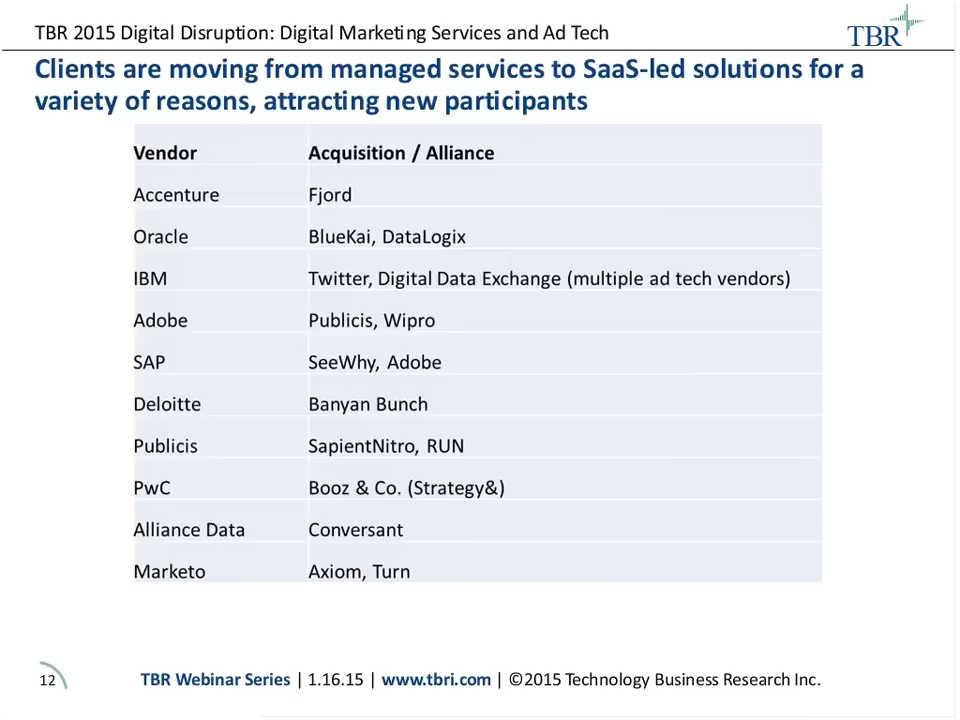 TBR 2015 Digital Disruption: Digital Marketing Services and Ad Tech
TBR
Clients are moving from managed services to SaaS-led solutions for a
variety of reasons, attracting new participants
Vendor Acquisition / Alliance
Accenture Fjord
Oracle BlueKai, DataLogix
IBM Twitter, Digital Data Exchange (multiple ad tech vendors)
Adobe Publicis, Wipro
SAP SeeWhy, Adobe
Deloitte Banyan Bunch
Publicis SapientNitro, RUN
PwC Booz & Co. (Strategy&)
Alliance Data Conversant
Marketo Axiom, Turn
12 TBR Webinar Series | 1.16.15 | www.tbri.com | ©2015 Technology Business Research Inc.